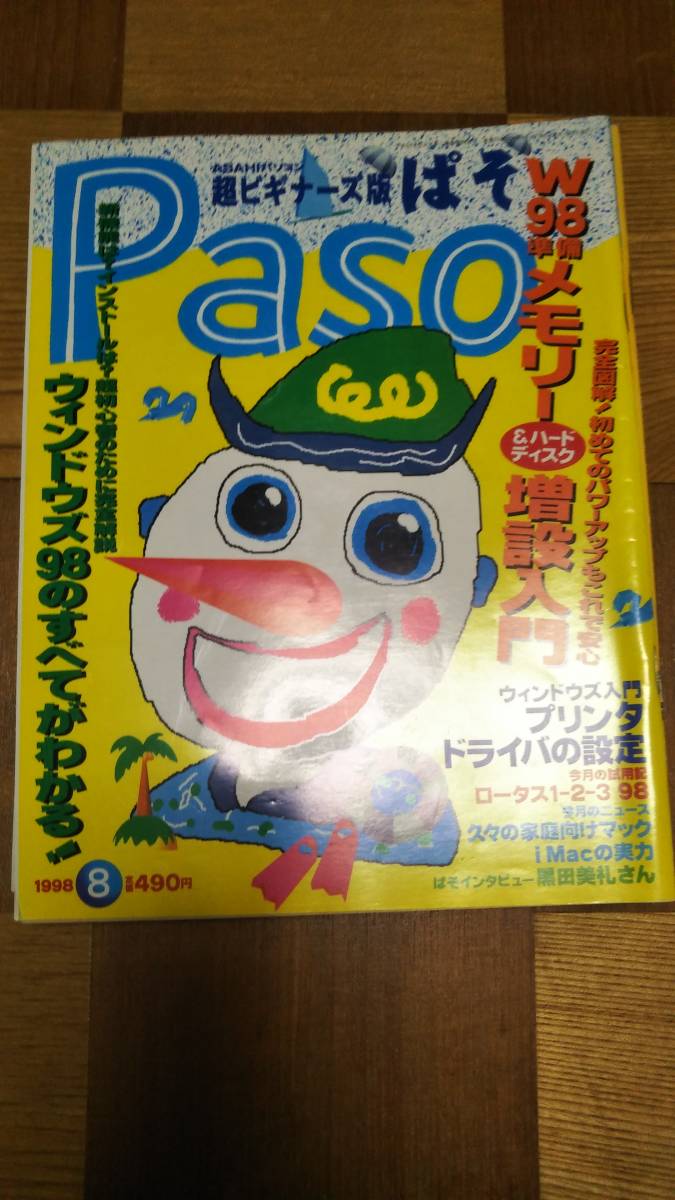 ASAHIパソコン
超ビギナーズ版 ぱそ
Paso
W98準備
メモリー
&ハードディスク
増設入門
完全図解!初めてのパワーアップもこれで安心
ウィンドウズ98のすべてがわかる!
ウィンドウズ入門
プリンタ
ドライバの設定
今月の試用記
ロータス1-2-3 98
今月のニュース
久々の家庭向けマック
iMacの実力
ぱそインタビュー 黒田美礼さん
1998 8 定価490円